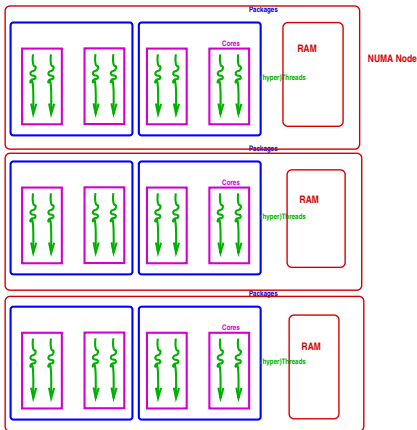 Packages
Cores
RAM
NUMA Node
hyper)Threads
Packages
Cores
RAM
hyper)Threads
Packages
Cores
RAM
hyper)Threads